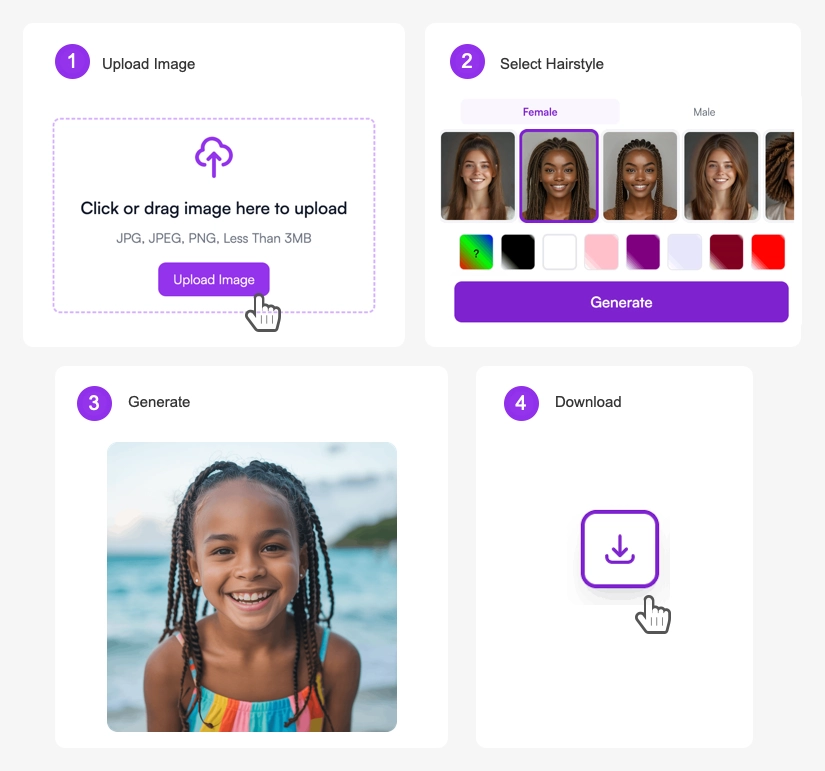 1 Upload Image
Click or drag image here to upload
JPG, JPEG, PNG, Less Than 3MB
Upload Image
2 Select Hairstyle
Female Male
?
Generate
3 Generate
4 Download